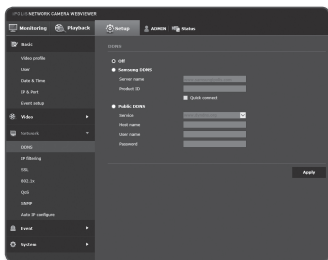 iPOLiS NETWORK CAMERA WEBVIEWER
Monitoring
Playback
Setup
ADMIN
Status
Basic
Video profile
User
Date & Time
IP & Port
Event setup
Video
Network
DDNS
IP filtering
SSL
802.1x
QoS
SNMP
Auto IP configure
Event
System
DDNS
Off
Samsung DDNS
Server name
Product ID
Quick connect
Public DDNS
Service
Host name
User name
Password
Apply